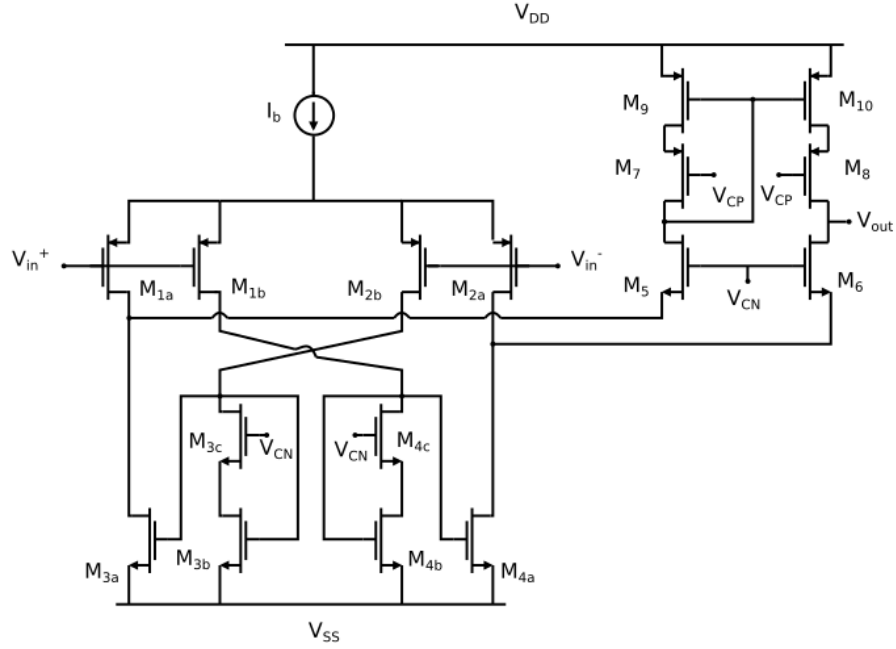 V_DD
I_b
M_9
M_10
M_7
M_8
V_CP
V_CP
V_out
V_in^+
V_in^-
M_1a
M_1b
M_2b
M_2a
M_5
M_6
V_CN
M_3c
V_CN
V_CN
M_4c
M_3a
M_3b
M_4b
M_4a
V_SS